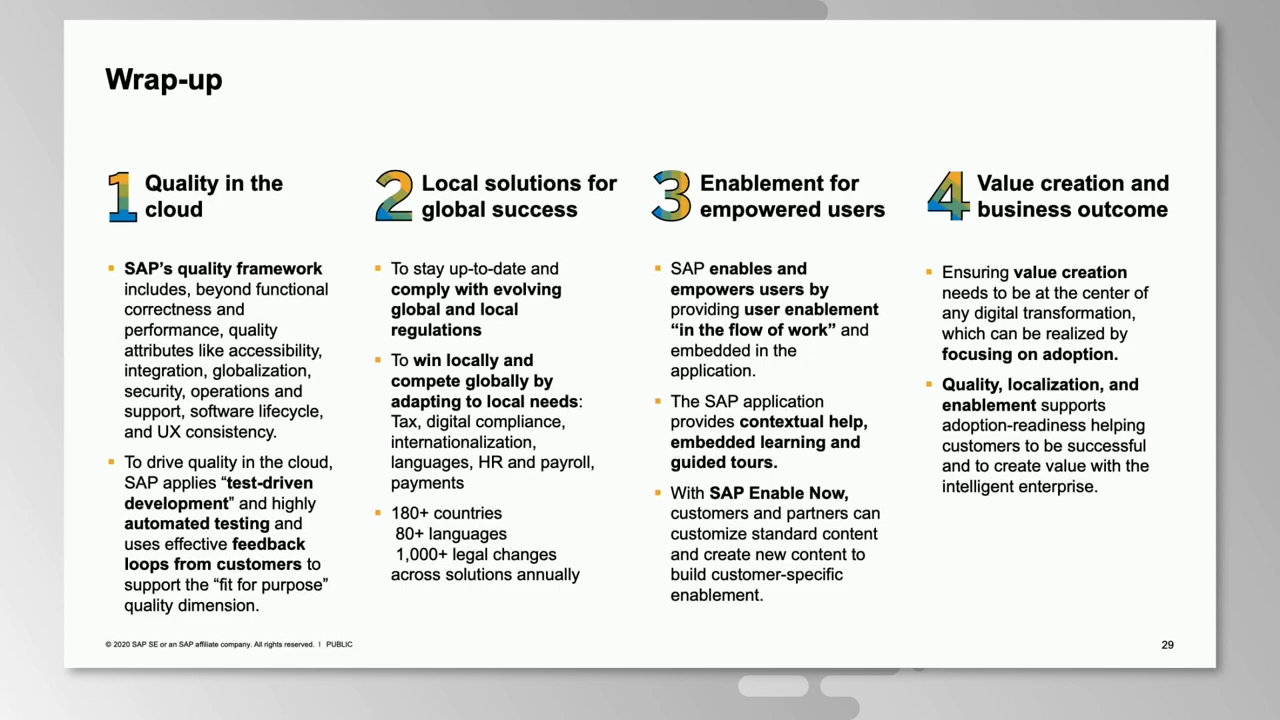 Wrap-up
1 Quality in the
cloud
SAP’s quality framework
includes, beyond functional
correctness and
performance, quality
attributes like accessibility,
integration, globalization,
security, operations and
support, software lifecycle,
and UX consistency.
To drive quality in the cloud,
SAP applies “test-driven
development” and highly
automated testing and
uses effective feedback
loops from customers to
support the “fit for purpose”
quality dimension.
2 Local solutions for
global success
To stay up-to-date and
comply with evolving
global and local
regulations
To win locally and
compete globally by
adapting to local needs:
Tax, digital compliance,
internationalization,
languages, HR and payroll,
payments
180+ countries
80+ languages
1,000+ legal changes
across solutions annually
3 Enablement for
empowered users
SAP enables and
empowers users by
providing user enablement
“in the flow of work” and
embedded in the
application.
The SAP application
provides contextual help,
embedded learning and
guided tours.
With SAP Enable Now,
customers and partners can
customize standard content
and create new content to
build customer-specific
enablement.
4 Value creation and
business outcome
Ensuring value creation
needs to be at the center of
any digital transformation,
which can be realized by
focusing on adoption.
Quality, localization, and
enablement supports
adoption-readiness helping
customers to be successful
and to create value with the
intelligent enterprise.
© 2020 SAP SE or an SAP affiliate company. All rights reserved. | PUBLIC
29